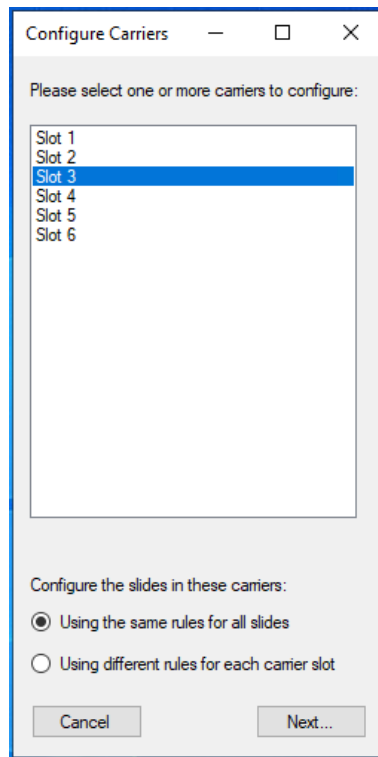 Configure Carriers
Please select one or more carriers to configure:
Slot 1
Slot 2
Slot 3
Slot 4
Slot 5
Slot 6
Configure the slides in these carriers:
Using the same rules for all slides
Using different rules for each carrier slot
Cancel
Next...